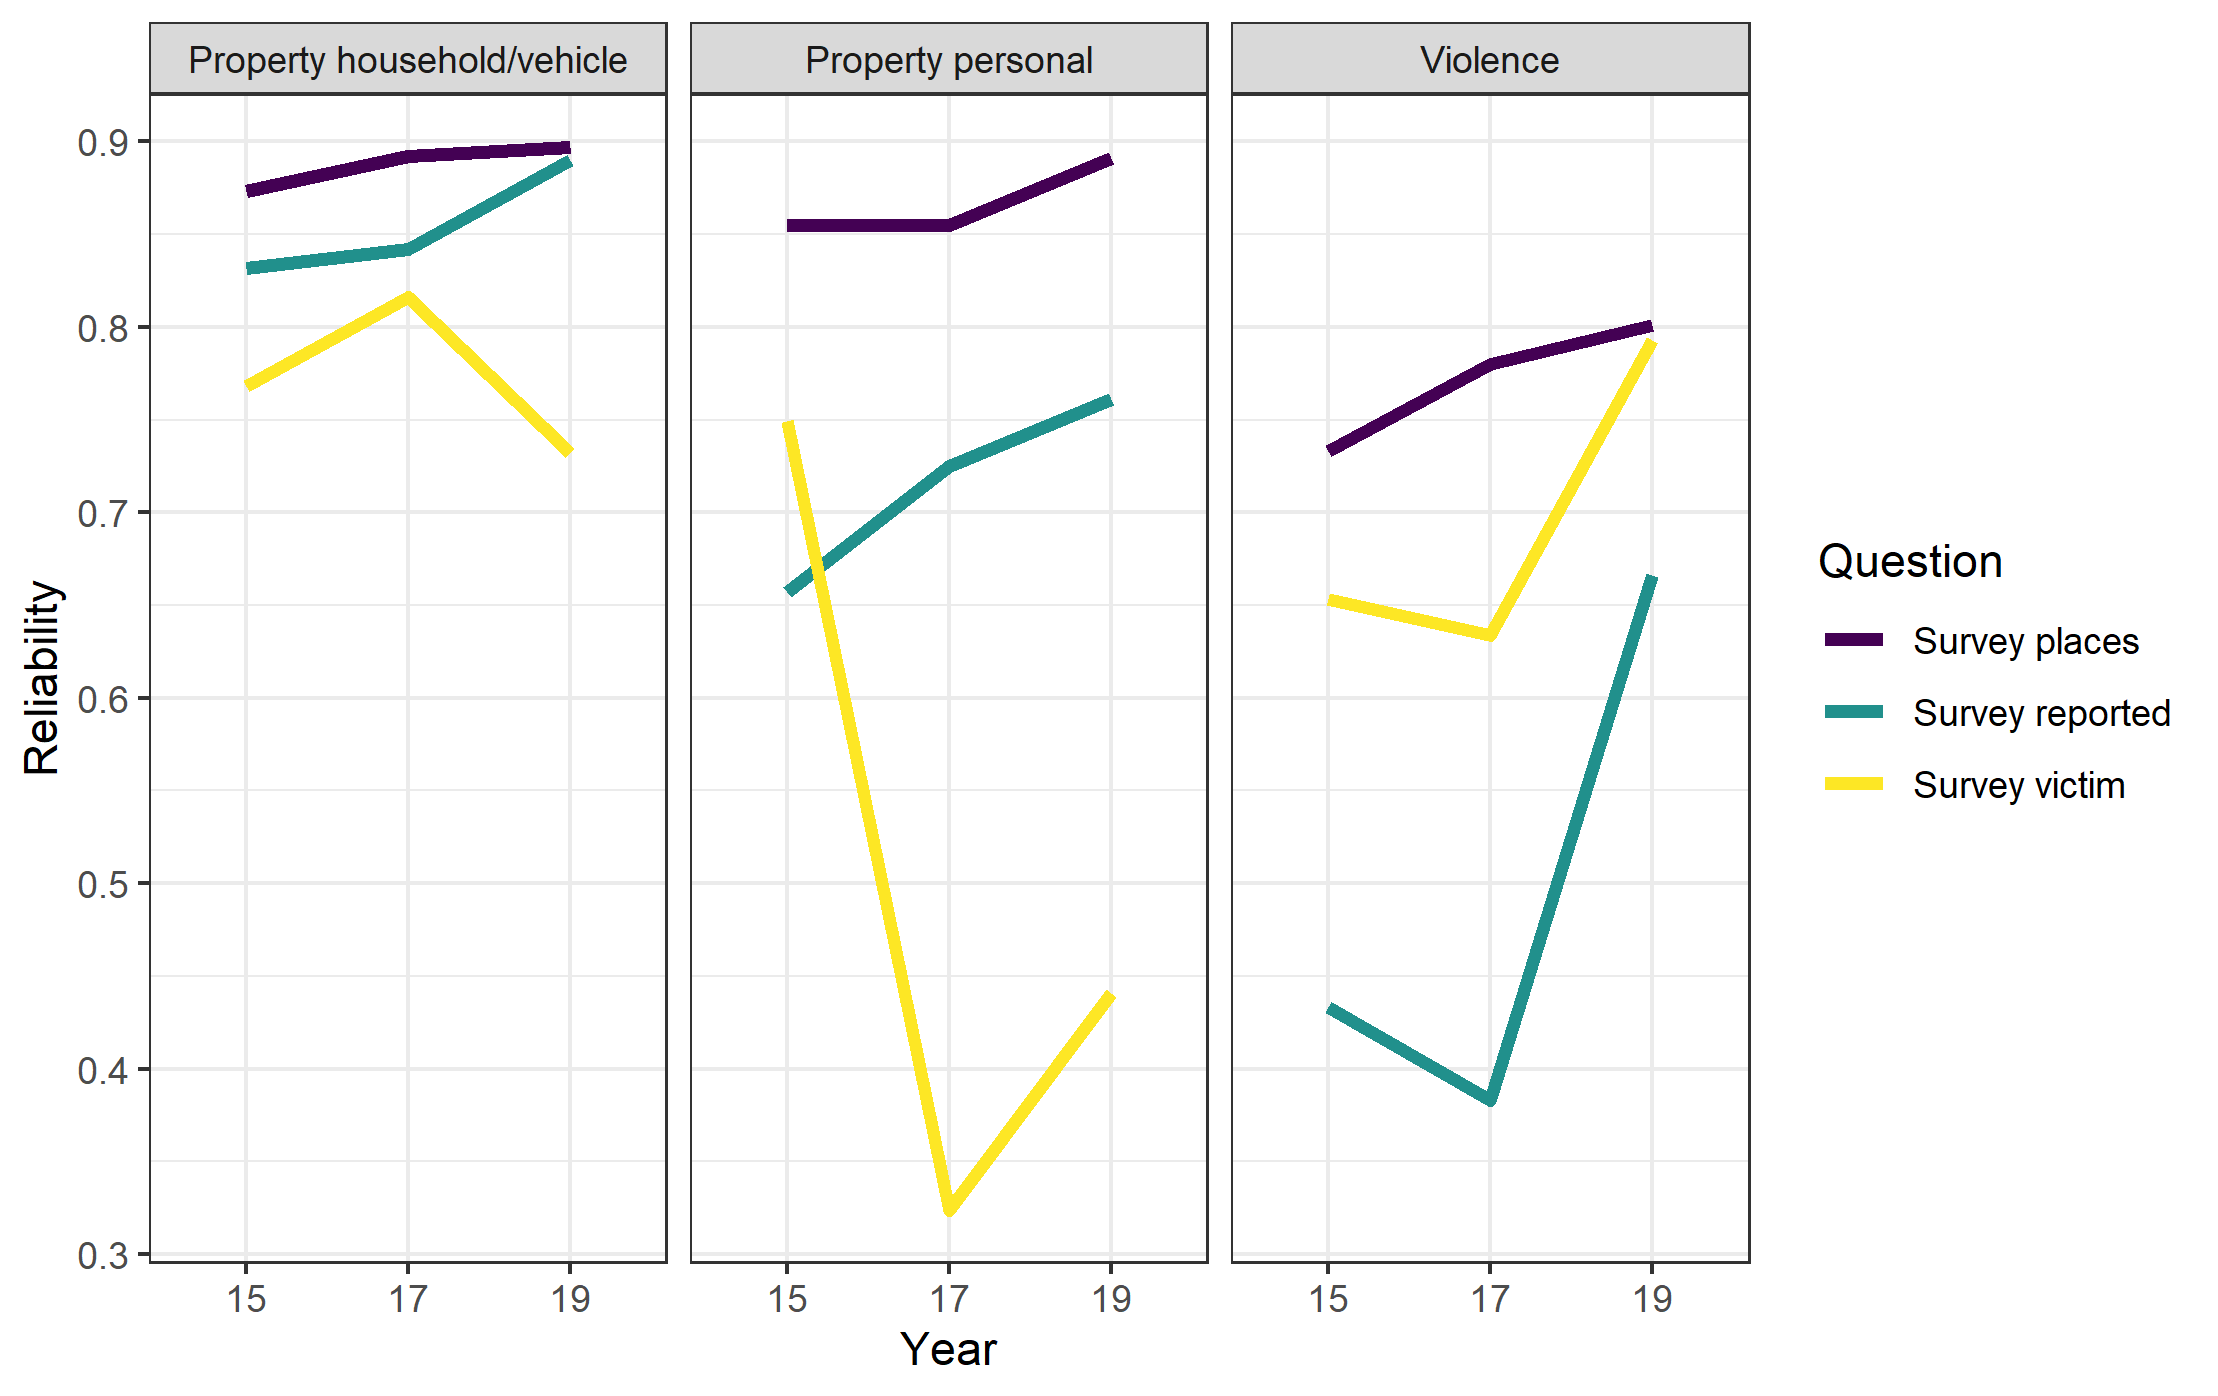 Property household/vehicle
Property personal
Violence
0.9
0.8
0.7
0.6
0.5
0.4
0.3
Reliability
15 17 19
15 17 19
15 17 19
Year
Question
Survey places
Survey reported
Survey victim